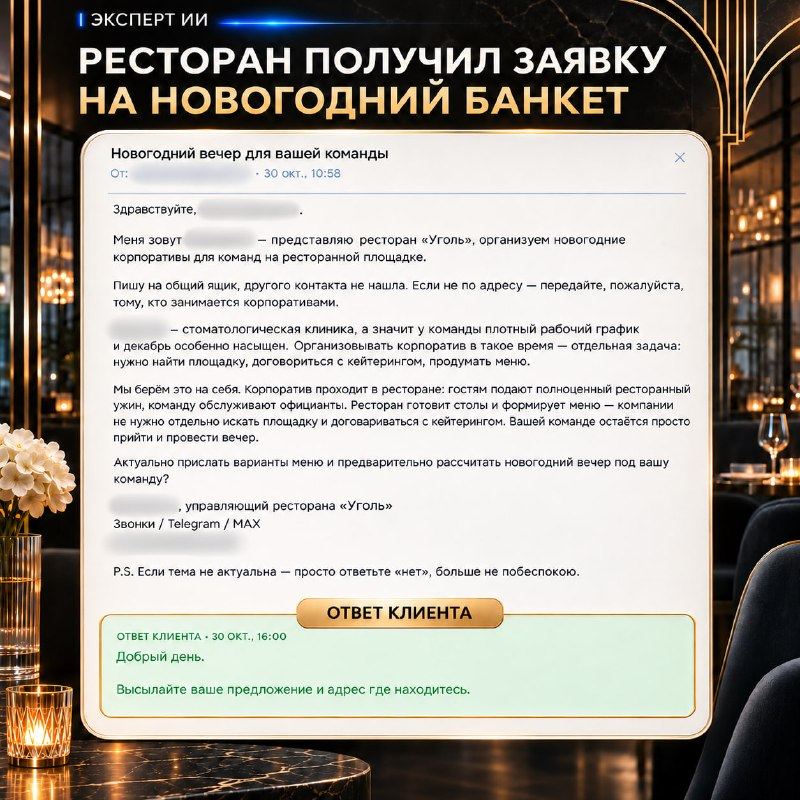 ЭКСПЕРТ ИИ
РЕСТОРАН ПОЛУЧИЛ ЗАЯВКУ
НА НОВОГОДНИЙ БАНКЕТ
Новогодний вечер для вашей команды
От: · 30 окт., 10:58
Здравствуйте, .
Меня зовут — представляю ресторан «Уголь», организуем новогодние
корпоративы для команд на ресторанной площадке.
Пишу на общий ящик, другого контакта не нашла. Если не по адресу — передайте, пожалуйста,
тому, кто занимается корпоративами.
— стоматологическая клиника, а значит у команды плотный рабочий график
и декабрь особенно насыщен. Организовывать корпоратив в такое время — отдельная задача:
нужно найти площадку, договориться с кейтерингом, продумать меню.
Мы берём это на себя. Корпоратив проходит в ресторане: гостям подают полноценный ресторанный
ужин, команду обслуживают официанты. Ресторан готовит столы и формирует меню — компании
не нужно отдельно искать площадку и договариваться с кейтерингом. Вашей команде остаётся просто
прийти и провести вечер.
Актуально прислать варианты меню и предварительно рассчитать новогодний вечер под вашу
команду?
, управляющий ресторана «Уголь»
Звонки / Telegram / MAX
P.S. Если тема не актуальна — просто ответьте «нет», больше не побеспокою.
ОТВЕТ КЛИЕНТА
ОТВЕТ КЛИЕНТА • 30 ОКТ., 16:00
Добрый день.
Высылайте ваше предложение и адрес где находитесь.